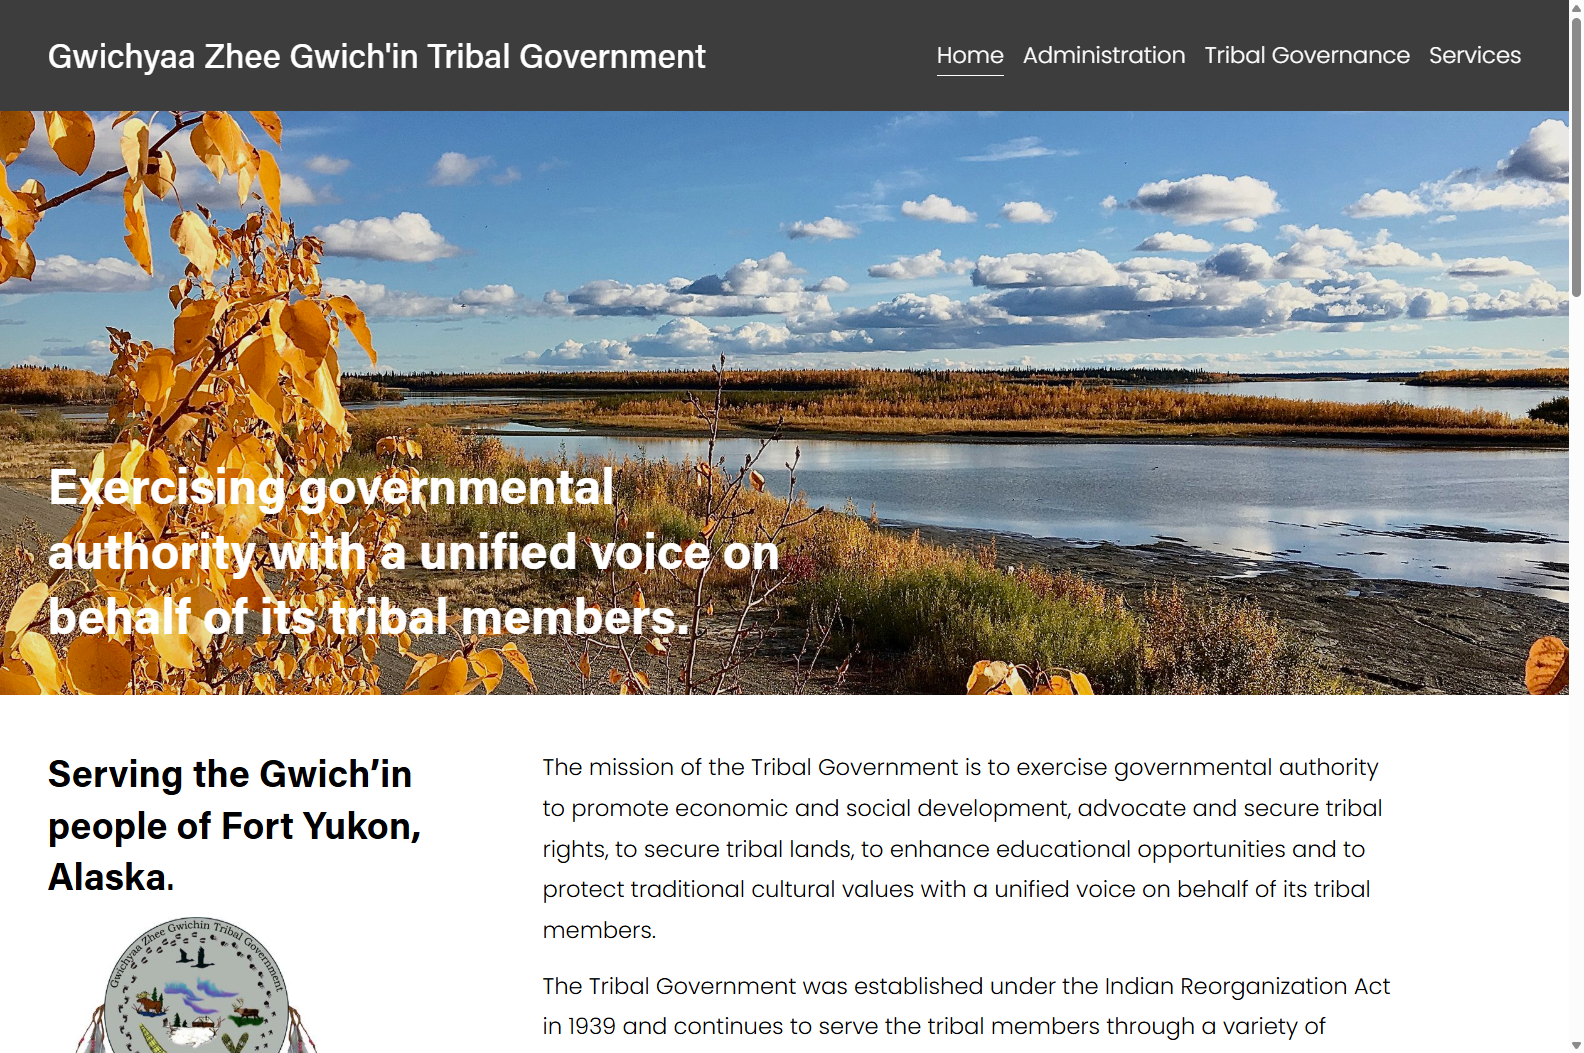 Gwichyaa Zhee Gwich'in Tribal Government
Home Administration Tribal Governance Services
Exercising governmental
authority with a unified voice on
behalf of its tribal members.
Serving the Gwich’in
people of Fort Yukon,
Alaska.
Gwichyaa Zhee Gwichin Tribal Government
The mission of the Tribal Government is to exercise governmental authority
to promote economic and social development, advocate and secure tribal
rights, to secure tribal lands, to enhance educational opportunities and to
protect traditional cultural values with a unified voice on behalf of its tribal
members.
The Tribal Government was established under the Indian Reorganization Act
in 1939 and continues to serve the tribal members through a variety of